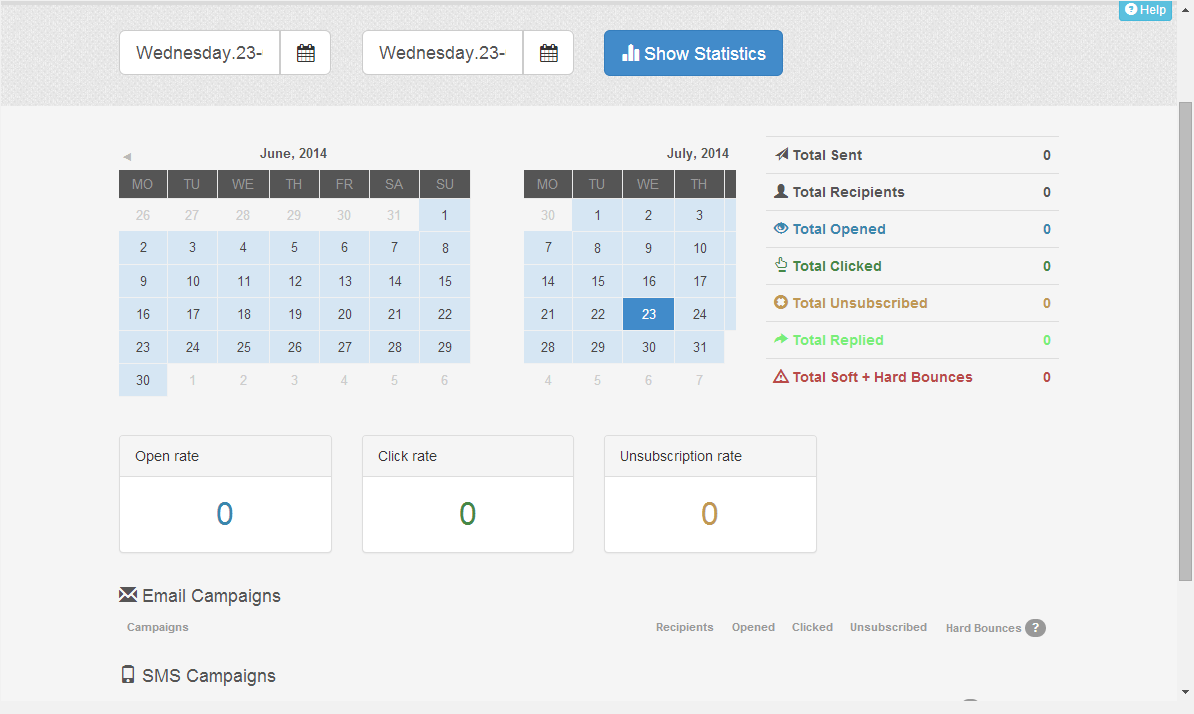 Help
Wednesday.23-
Wednesday.23-
Show Statistics
June, 2014
MO TU WE TH FR SA SU
26 27 28 29 30 31 1
2 3 4 5 6 7 8
9 10 11 12 13 14 15
16 17 18 19 20 21 22
23 24 25 26 27 28 29
30 1 2 3 4 5 6
July, 2014
MO TU WE TH
30 1 2 3
7 8 9 10
14 15 16 17
21 22 23 24
28 29 30 31
4 5 6 7
Total Sent 0
Total Recipients 0
Total Opened 0
Total Clicked 0
Total Unsubscribed 0
Total Replied 0
Total Soft + Hard Bounces 0
Open rate
0
Click rate
0
Unsubscription rate
0
Email Campaigns
Campaigns Recipients Opened Clicked Unsubscribed Hard Bounces ?
SMS Campaigns